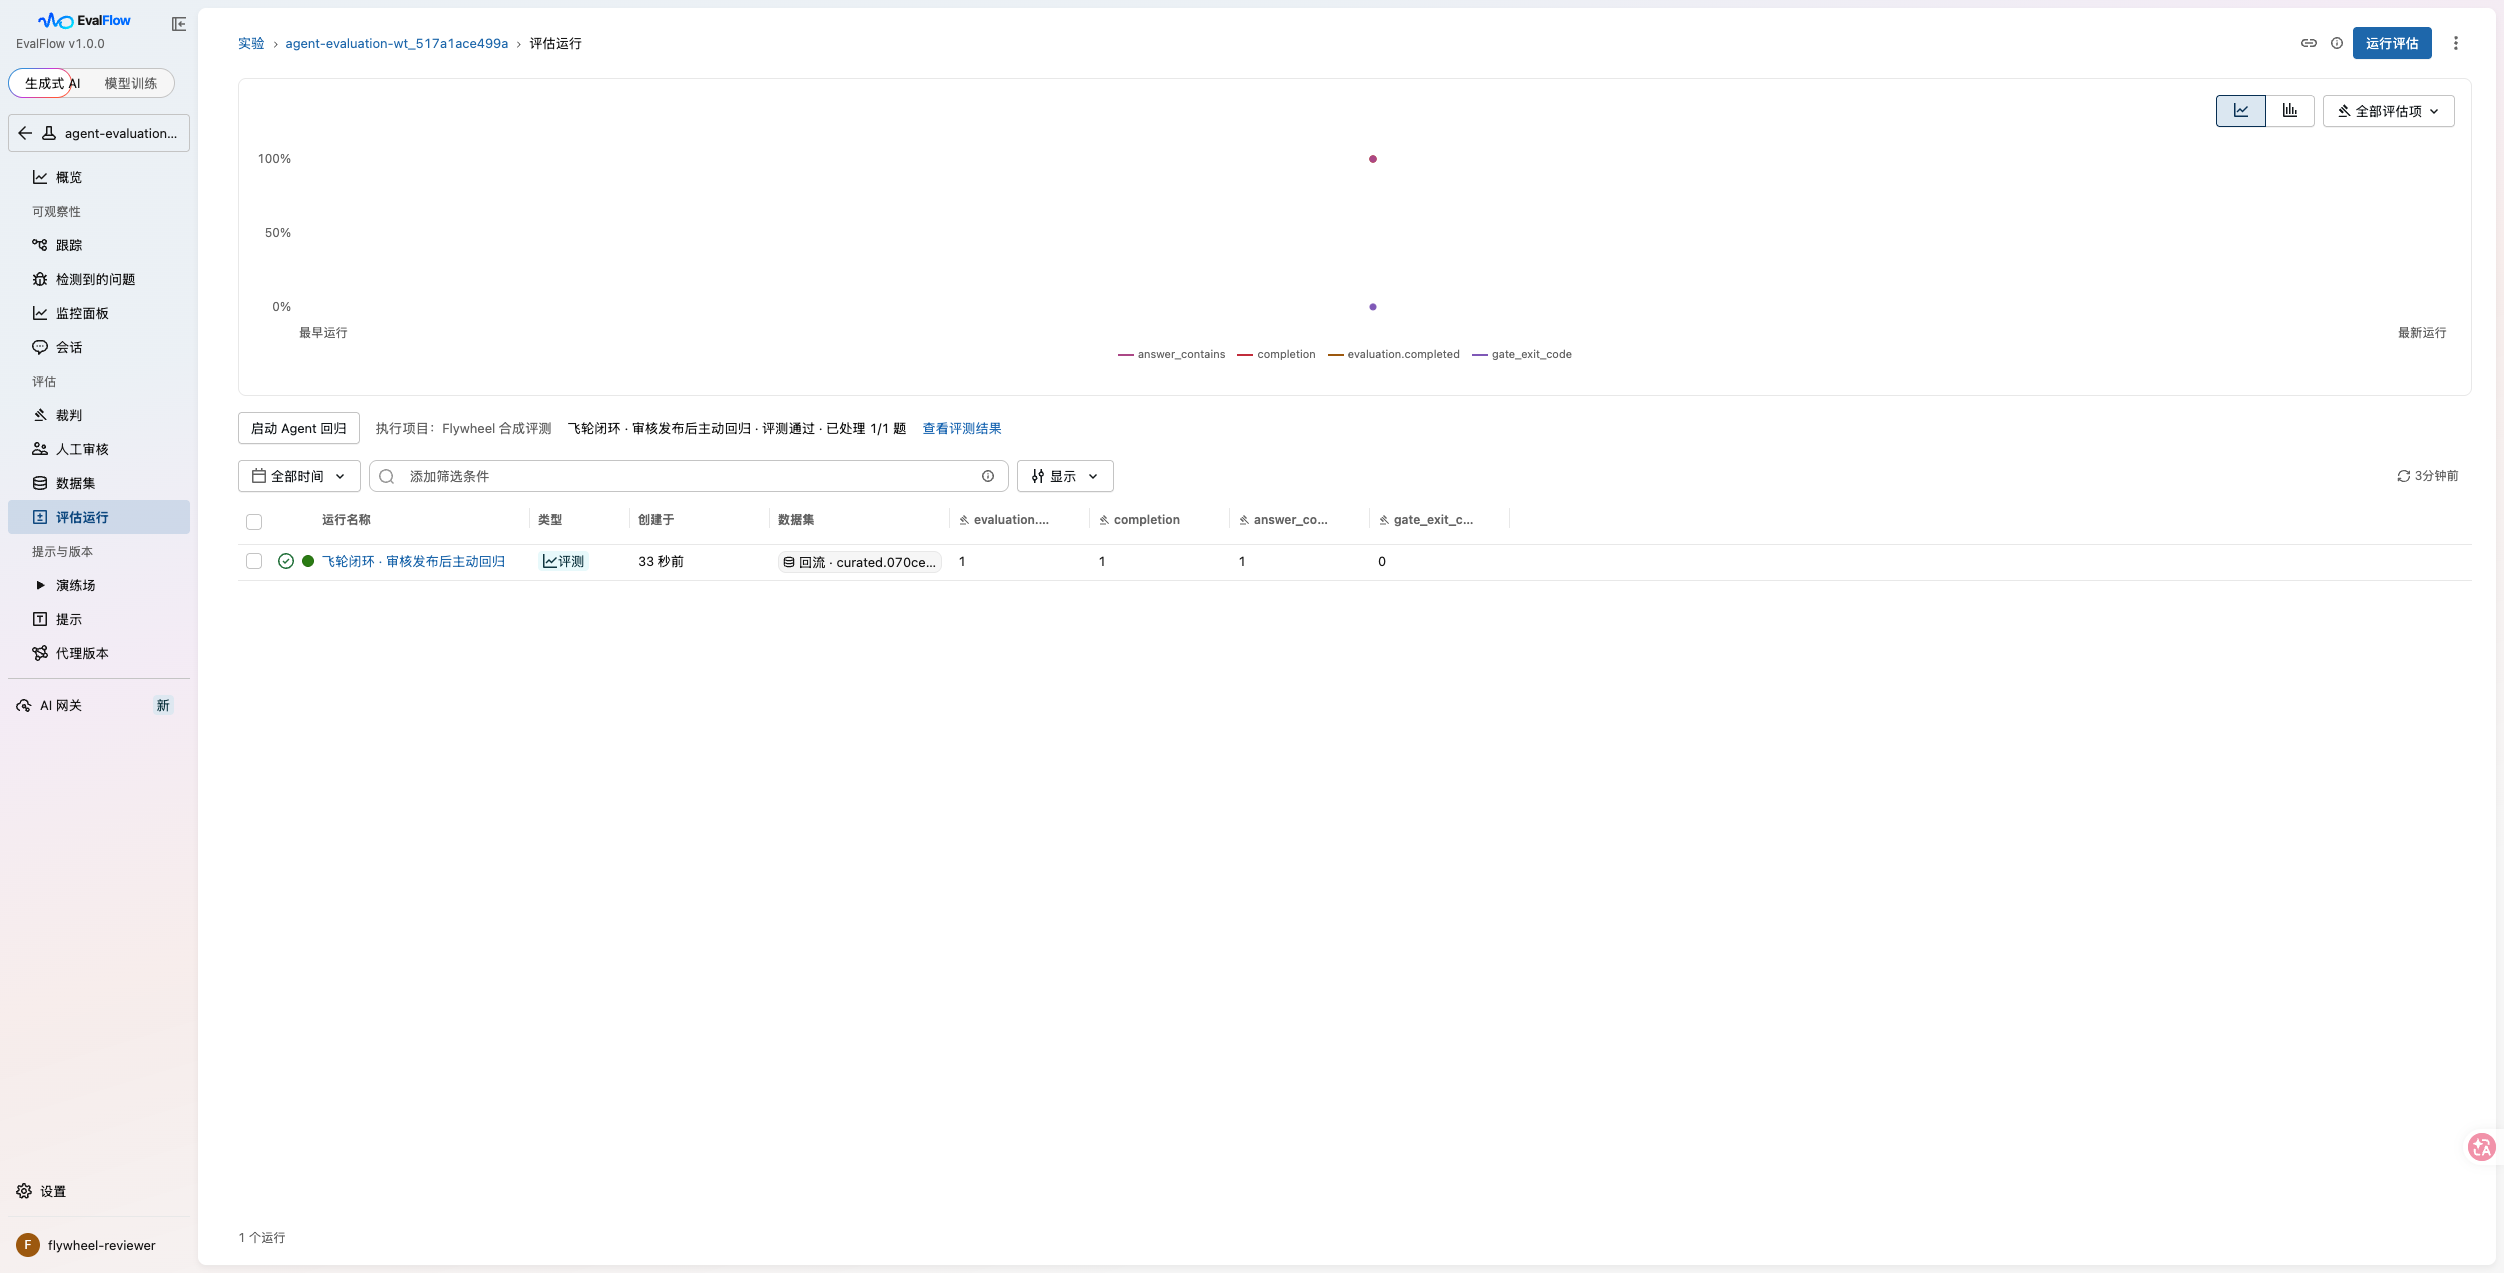 EvalFlow
EvalFlow v1.0.0
生成式 AI
模型训练
agent-evaluation...
概览
可观察性
跟踪
检测到的问题
监控面板
会话
评估
裁判
人工审核
数据集
评估运行
提示与版本
演练场
提示
代理版本
AI 网关
新
设置
F
flywheel-reviewer
实验 › agent-evaluation-wt_517a1ace499a › 评估运行
运行评估
全部评估项
100%
50%
0%
最早运行
最新运行
answer_contains
completion
evaluation.completed
gate_exit_code
启动 Agent 回归
执行项目：Flywheel 合成评测
飞轮闭环 · 审核发布后主动回归 · 评测通过 · 已处理 1/1 题
查看评测结果
全部时间
添加筛选条件
显示
3分钟前
运行名称
类型
创建于
数据集
evaluation....
completion
answer_co...
gate_exit_c...
飞轮闭环 · 审核发布后主动回归
评测
33 秒前
回流 · curated.070ce...
1
1
1
0
1 个运行